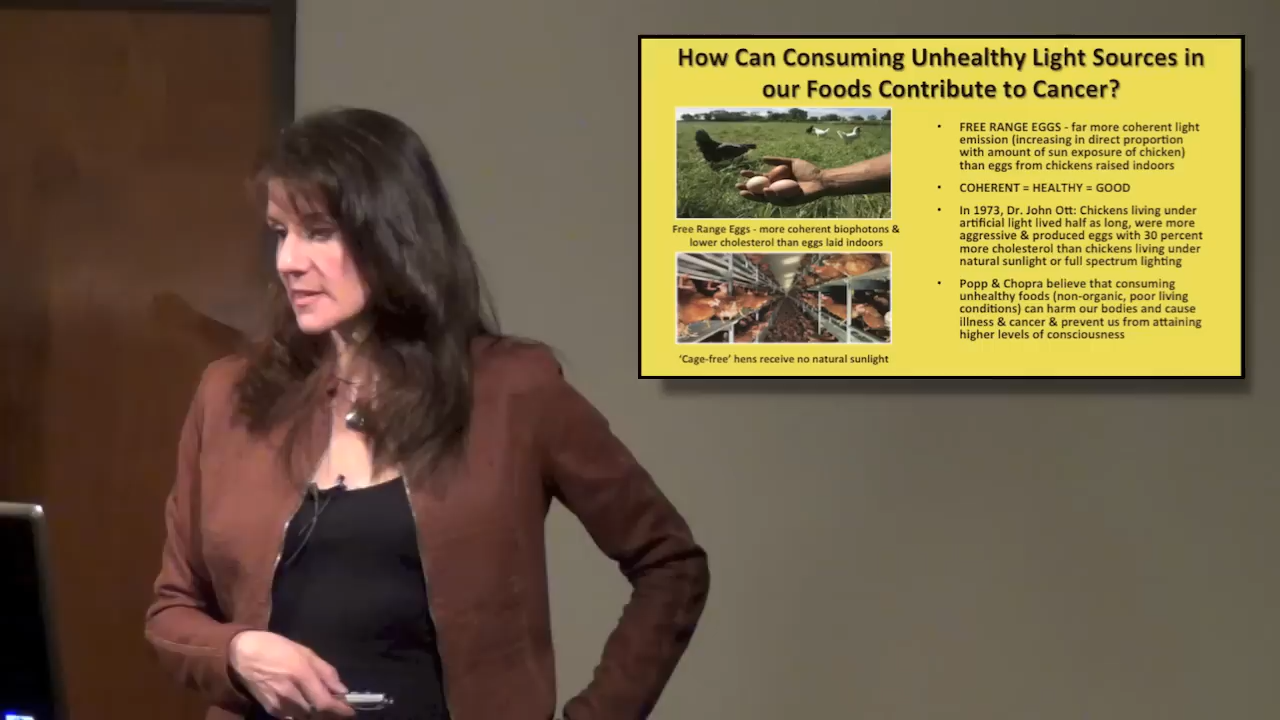 How Can Consuming Unhealthy Light Sources in
our Foods Contribute to Cancer?
Free Range Eggs - more coherent biophotons &
lower cholesterol than eggs laid indoors
'Cage-free' hens receive no natural sunlight
• FREE RANGE EGGS - far more coherent light
emission (increasing in direct proportion
with amount of sun exposure of chicken)
than eggs from chickens raised indoors
• COHERENT = HEALTHY = GOOD
• In 1973, Dr. John Ott: Chickens living under
artificial light lived half as long, were more
aggressive & produced eggs with 30 percent
more cholesterol than chickens living under
natural sunlight or full spectrum lighting
• Popp & Chopra believe that consuming
unhealthy foods (non-organic, poor living
conditions) can harm our bodies and cause
illness & cancer & prevent us from attaining
higher levels of consciousness